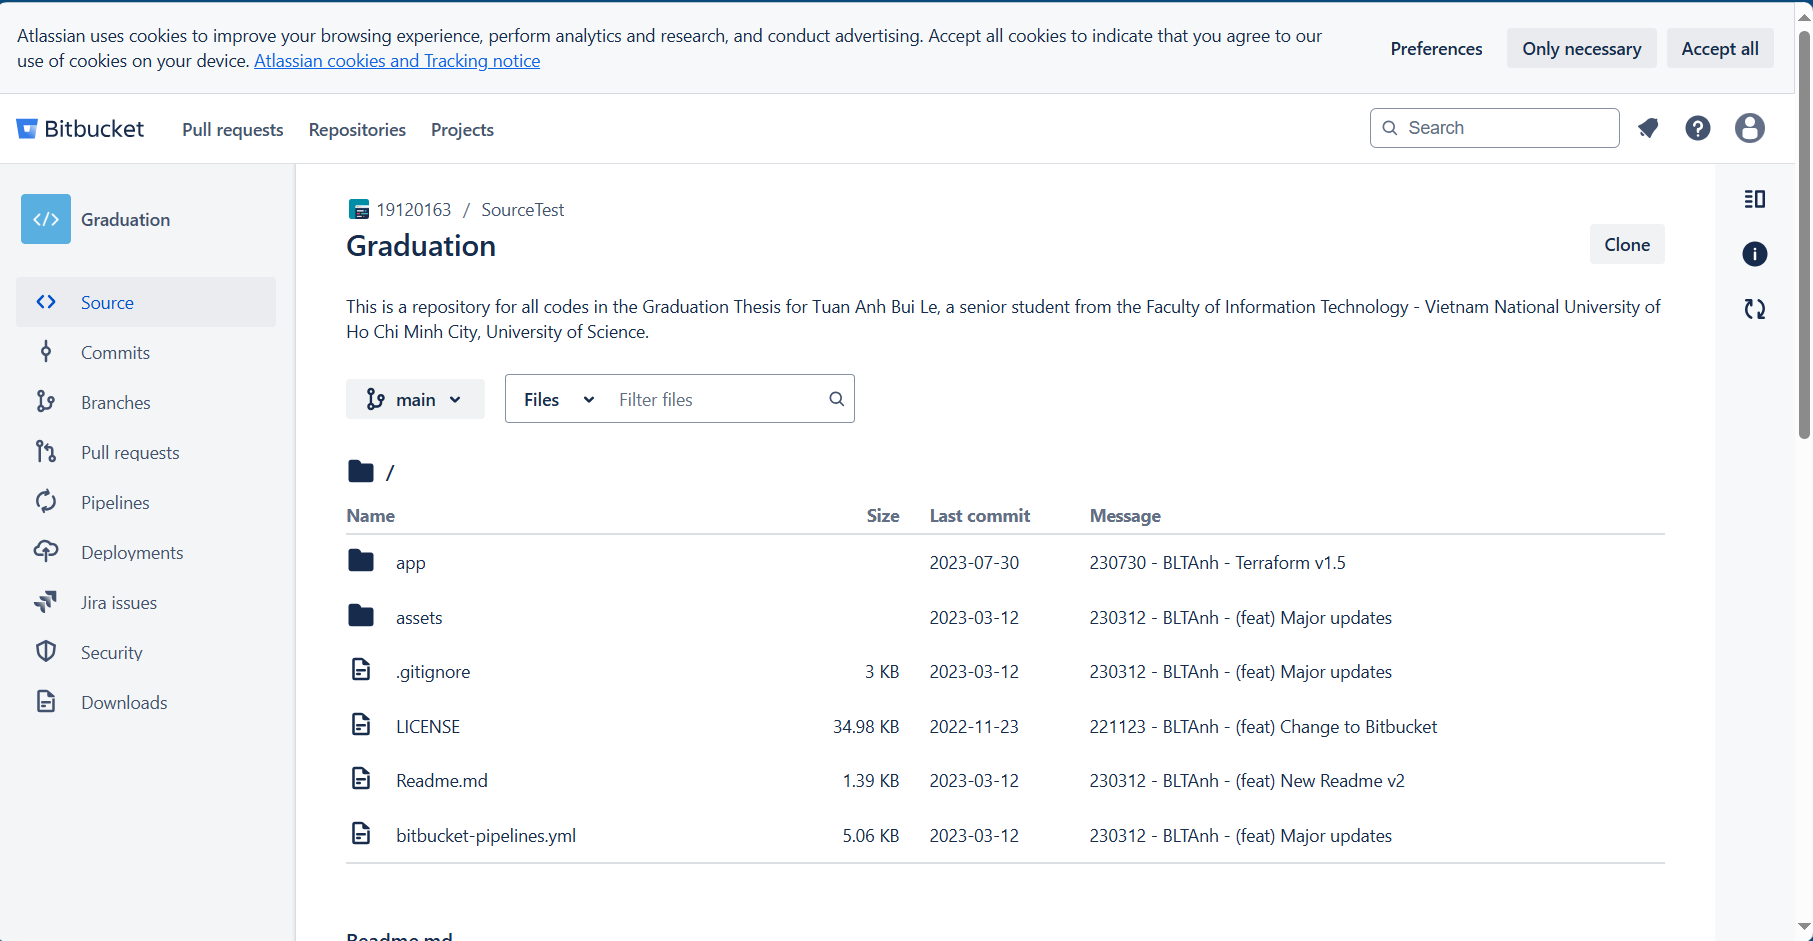 Atlassian uses cookies to improve your browsing experience, perform analytics and research, and conduct advertising. Accept all cookies to indicate that you agree to our
use of cookies on your device. Atlassian cookies and Tracking notice
Preferences
Only necessary
Accept all
Bitbucket
Pull requests
Repositories
Projects
Search
Graduation
Source
Commits
Branches
Pull requests
Pipelines
Deployments
Jira issues
Security
Downloads
19120163 / SourceTest
Graduation
Clone
This is a repository for all codes in the Graduation Thesis for Tuan Anh Bui Le, a senior student from the Faculty of Information Technology - Vietnam National University of
Ho Chi Minh City, University of Science.
main
Files
Filter files
/
Name Size Last commit Message
app 2023-07-30 230730 - BLTAnh - Terraform v1.5
assets 2023-03-12 230312 - BLTAnh - (feat) Major updates
.gitignore 3 KB 2023-03-12 230312 - BLTAnh - (feat) Major updates
LICENSE 34.98 KB 2022-11-23 221123 - BLTAnh - (feat) Change to Bitbucket
Readme.md 1.39 KB 2023-03-12 230312 - BLTAnh - (feat) New Readme v2
bitbucket-pipelines.yml 5.06 KB 2023-03-12 230312 - BLTAnh - (feat) Major updates
Readme.md